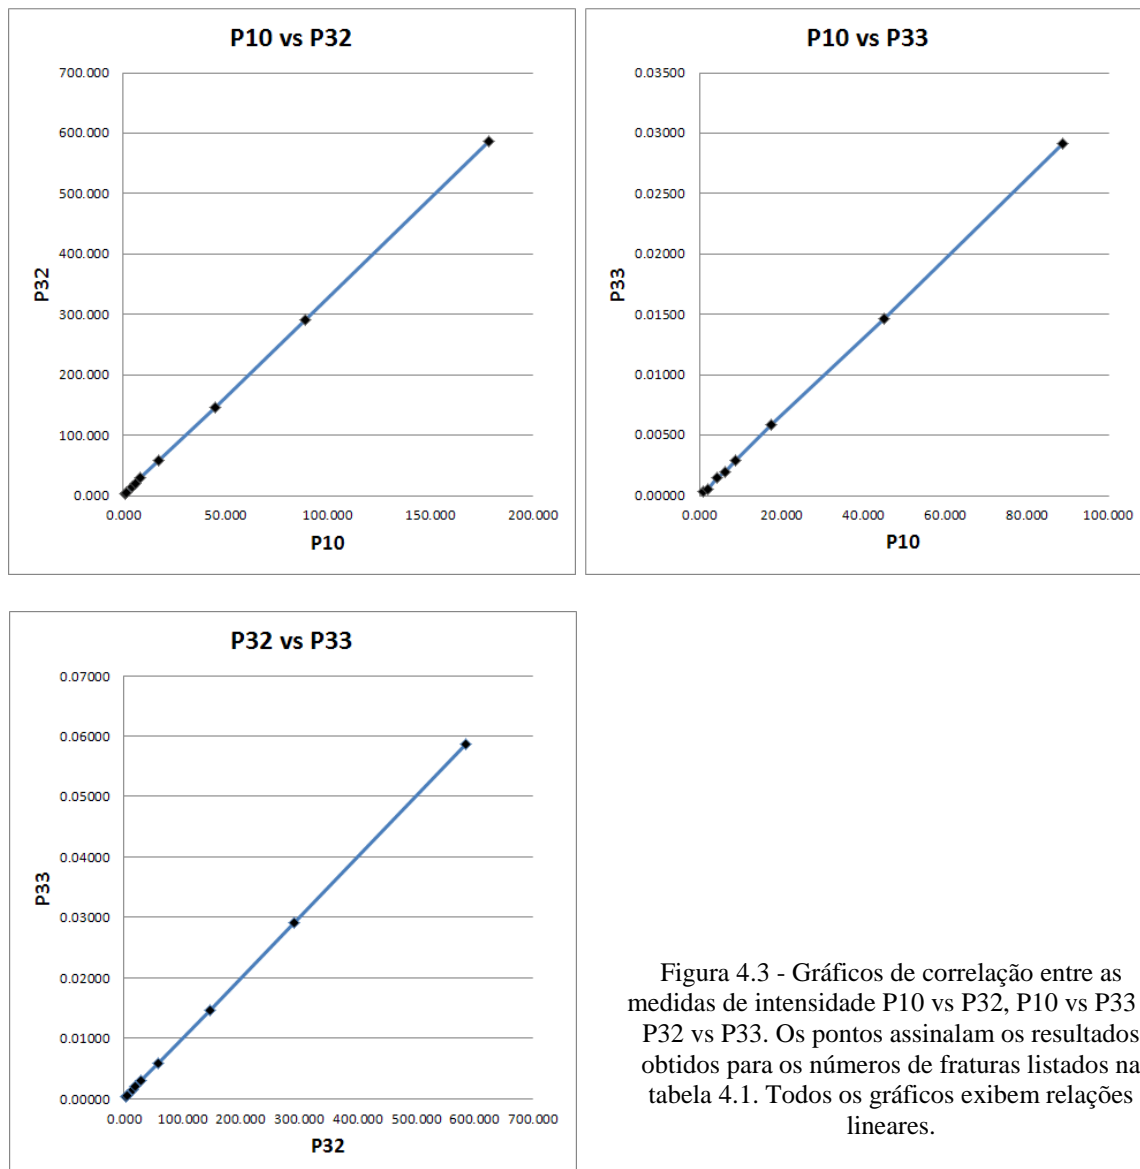 P10 vs P32
700.000
600.000
500.000
400.000
300.000
200.000
100.000
0.000
P32
0.000 50.000 100.000 150.000 200.000
P10
P10 vs P33
0.03500
0.03000
0.02500
0.02000
0.01500
0.01000
0.00500
0.00000
P33
0.000 20.000 40.000 60.000 80.000 100.000
P10
P32 vs P33
0.07000
0.06000
0.05000
0.04000
0.03000
0.02000
0.01000
0.00000
P33
0.000 100.000 200.000 300.000 400.000 500.000 600.000 700.000
P32
Figura 4.3 - Gráficos de correlação entre as
medidas de intensidade P10 vs P32, P10 vs P33
P32 vs P33. Os pontos assinalam os resultados
obtidos para os números de fraturas listados na
tabela 4.1. Todos os gráficos exibem relações
lineares.